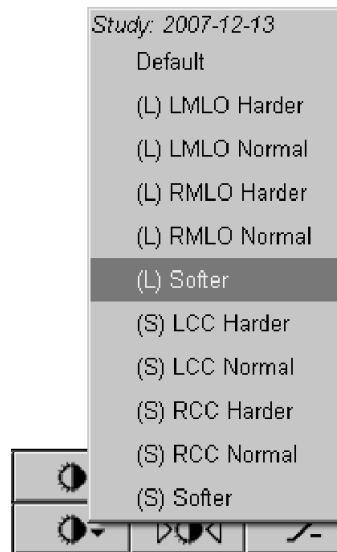 Study: 2007-12-13
Default
(L) LMLO Harder
(L) LMLO Normal
(L) RMLO Harder
(L) RMLO Normal
(L) Softer
(S) LCC Harder
(S) LCC Normal
(S) RCC Harder
(S) RCC Normal
(S) Softer